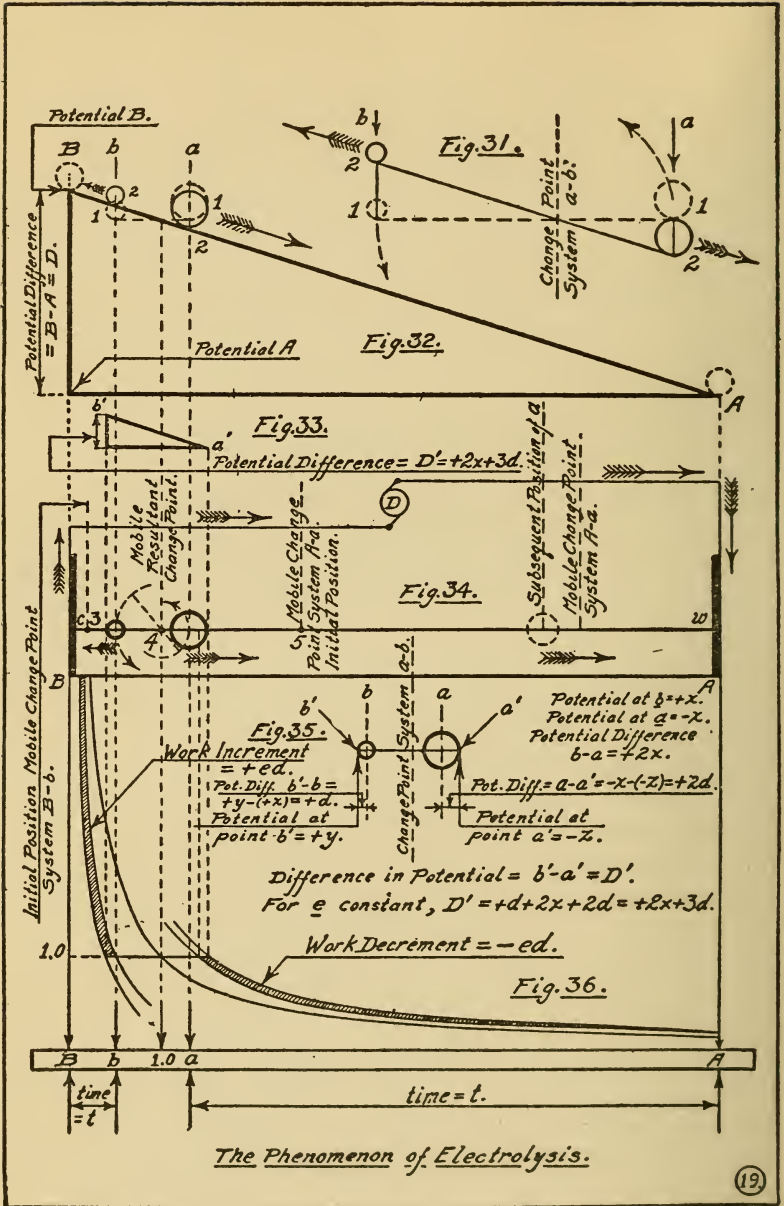 Potential B.
B b a
b
2
Fig. 31.
a
1
2
1
2
1
2
1
2
Change Point
System a-b.
Potential Difference
= B-A = D.
Potential A
Fig. 32.
A
b'
Fig. 33.
a'
Potential Difference = D' = +2x+3d.
D
Mobile
Resultant
Change Point.
5
Mobile Change
Point System A-a.
Initial Position.
Subsequent Position of a
Mobile Change Point
System A-a.
Fig. 34.
c 3
4
w
B
A
Initial Position Mobile Change Point
System B-b.
Fig. 35.
b' b a a'
Change Point System a-b.
Potential at b = +x.
Potential at a = -x.
Potential Difference
b-a = +2x.
Work Increment
= +ed.
Pot. Diff. b'-b =
+y-(+x) = +d.
Potential at
point b' = +y.
Pot. Diff. = a-a' = -x-(-z) = +2d.
Potential at
point a' = -z.
Difference in Potential = b'-a' = D'.
For e constant, D' = +d+2x+2d = +2x+3d.
1.0
Work Decrement = -ed.
Fig. 36.
B b 1.0 a A
time
= t
time = t.
The Phenomenon of Electrolysis.
19.